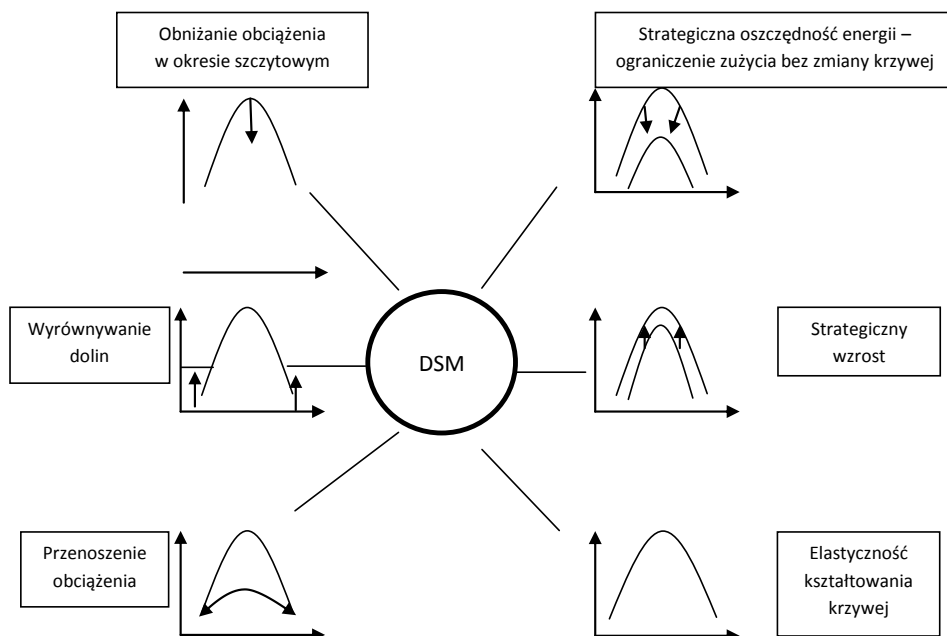 Obniżanie obciążenia
w okresie szczytowym
Strategiczna oszczędność energii –
ograniczenie zużycia bez zmiany krzywej
Wyrównywanie
dolin
DSM
Strategiczny
wzrost
Przenoszenie
obciążenia
Elastyczność
kształtowania
krzywej